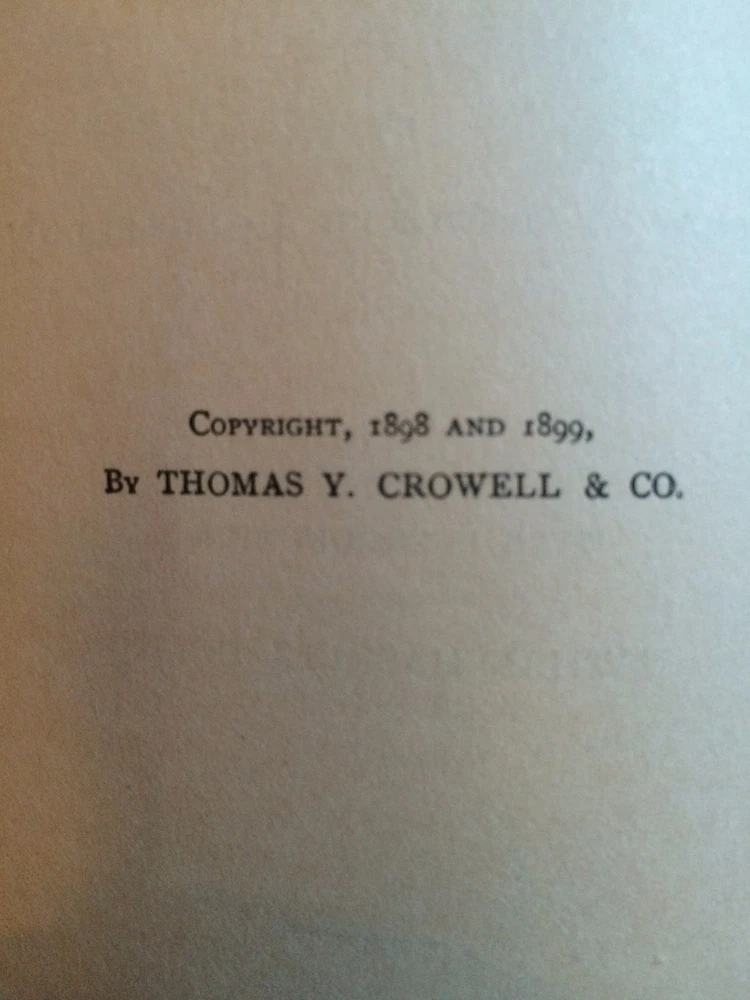 Copyright, 1898 and 1899,
By THOMAS Y. CROWELL & CO.